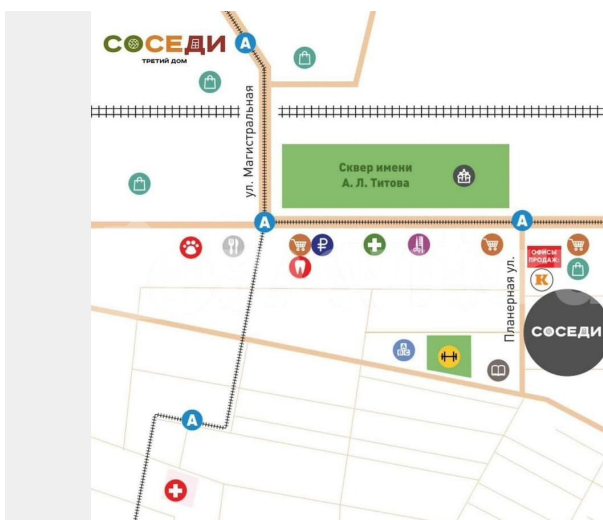 СОСЕДИ
ТРЕТИЙ ДОМ
А
ул. Магистральная
Сквер имени
А. Л. Титова
А
А
₽
ОФИСЫ
ПРОДАЖ:
К
Планерная ул.
СОСЕДИ
А